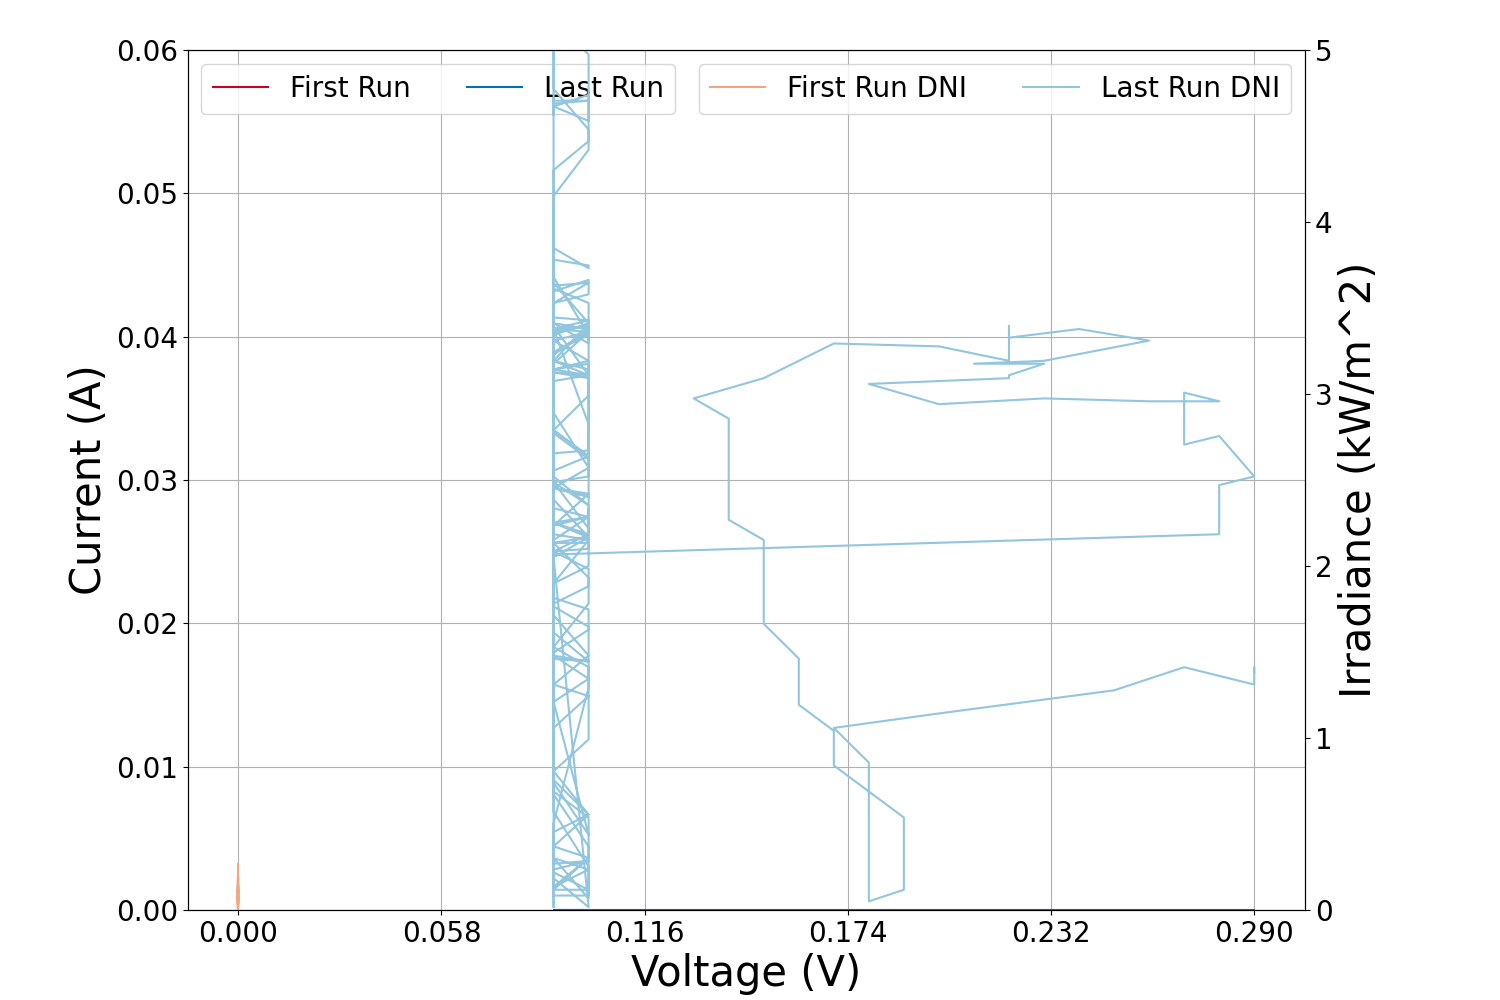 First Run
Last Run
First Run DNI
Last Run DNI
0.06
0.05
0.04
0.03
0.02
0.01
0.00
Current (A)
5
4
3
2
1
0
Irradiance (kW/m^2)
0.000 0.058 0.116 0.174 0.232 0.290
Voltage (V)